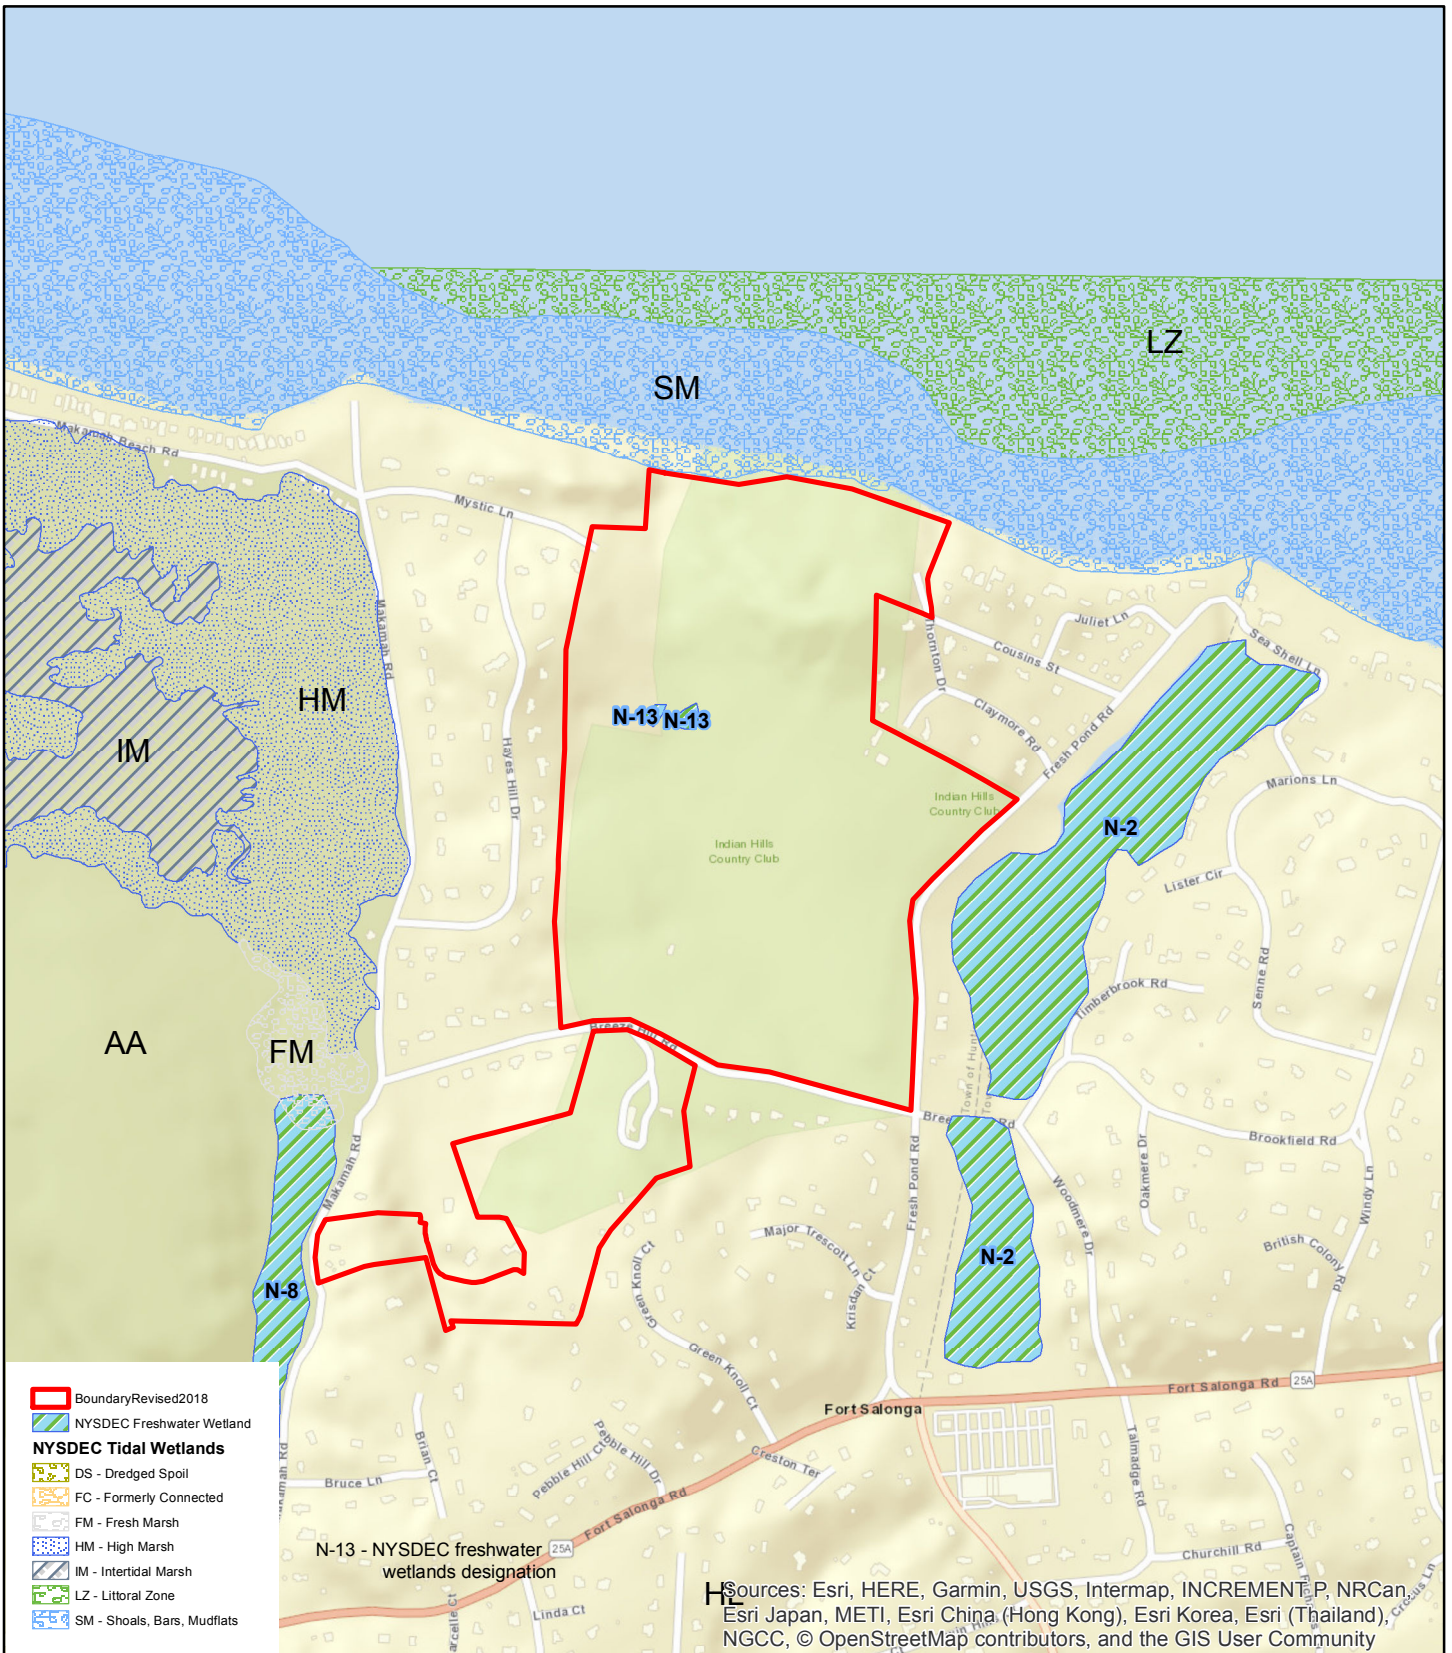 LZ
SM
Makamah Beach Rd
Mystic Ln
Makamah Rd
HM
IM
Hayes Hill Dr
N-13
N-13
Juliet Ln
Cousins St
Thornton Dr
Claymore Rd
Fresh Pond Rd
Sea Shell Ln
Marions Ln
Indian Hills
Country Club
Indian Hills
Country Club
N-2
Lister Cir
Senne Rd
Timberbrook Rd
AA
FM
Breeze Hill Rd
Town of Hunt
Bree
Rd
Brookfield Rd
Oakmere Dr
Windy Ln
Makamah Rd
Fresh Pond Rd
Woodmere Dr
Major Trescott Ln
Krisdan Ct
Green Knoll Ct
British Colony Rd
N-8
N-2
Green Knoll Ct
Fort Salonga Rd
25A
Fort Salonga
BoundaryRevised2018
NYSDEC Freshwater Wetland
NYSDEC Tidal Wetlands
DS - Dredged Spoil
FC - Formerly Connected
FM - Fresh Marsh
HM - High Marsh
IM - Intertidal Marsh
LZ - Littoral Zone
SM - Shoals, Bars, Mudflats
Makamah Rd
Brian Ct
Bruce Ln
Pebble Hill Ct
Pebble Hill Dr
Creston Ter
Talmadge Rd
Fort Salonga Rd
25A
N-13 - NYSDEC freshwater
wetlands designation
Linda Ct
arcelle Ct
Churchill Rd
Captain
Sources: Esri, HERE, Garmin, USGS, Intermap, INCREMENT P, NRCan,
Esri Japan, METI, Esri China (Hong Kong), Esri Korea, Esri (Thailand),
NGCC, © OpenStreetMap contributors, and the GIS User Community